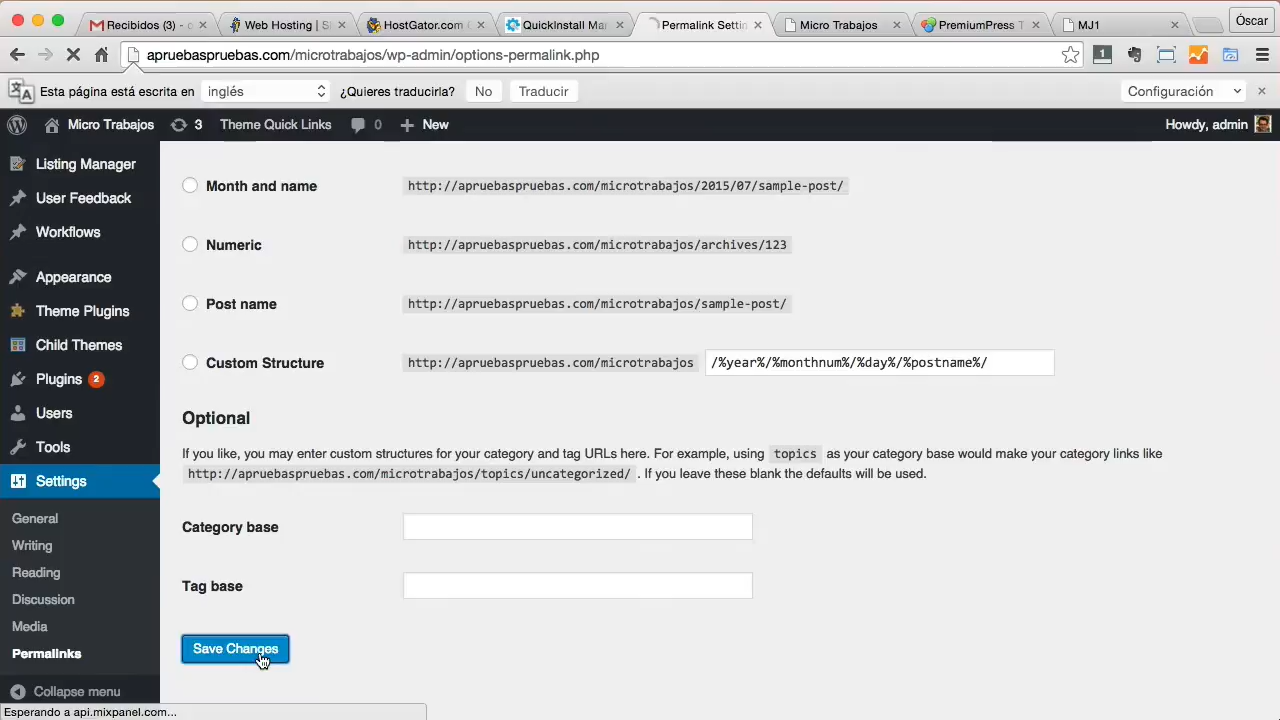 Recibidos (3) - o
Web Hosting | S
HostGator.com
QuickInstall Mar
Permalink Settin
Micro Trabajos
PremiumPress T
MJ1
Óscar
apruebaspruebas.com/microtrabajos/wp-admin/options-permalink.php
1
Esta página está escrita en
inglés
¿Quieres traducirla?
No
Traducir
Configuración
Micro Trabajos
3
Theme Quick Links
0
New
Howdy, admin
Listing Manager
User Feedback
Workflows
Appearance
Theme Plugins
Child Themes
Plugins 2
Users
Tools
Settings
General
Writing
Reading
Discussion
Media
Permalinks
Collapse menu
Month and name
http://apruebaspruebas.com/microtrabajos/2015/07/sample-post/
Numeric
http://apruebaspruebas.com/microtrabajos/archives/123
Post name
http://apruebaspruebas.com/microtrabajos/sample-post/
Custom Structure
http://apruebaspruebas.com/microtrabajos
/%year%/%monthnum%/%day%/%postname%/
Optional
If you like, you may enter custom structures for your category and tag URLs here. For example, using topics as your category base would make your category links like
http://apruebaspruebas.com/microtrabajos/topics/uncategorized/ . If you leave these blank the defaults will be used.
Category base
Tag base
Save Changes
Esperando a api.mixpanel.com...